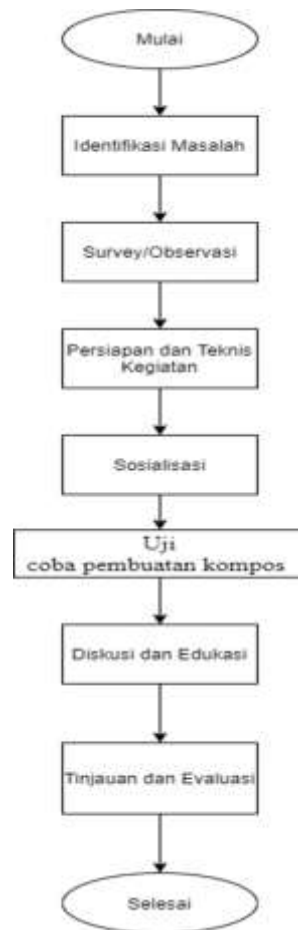 Mulai
Identifikasi Masalah
Survey/Observasi
Persiapan dan Teknis
Kegiatan
Sosialisasi
Uji
coba pembuatan kompos
Diskusi dan Edukasi
Tinjauan dan Evaluasi
Selesai